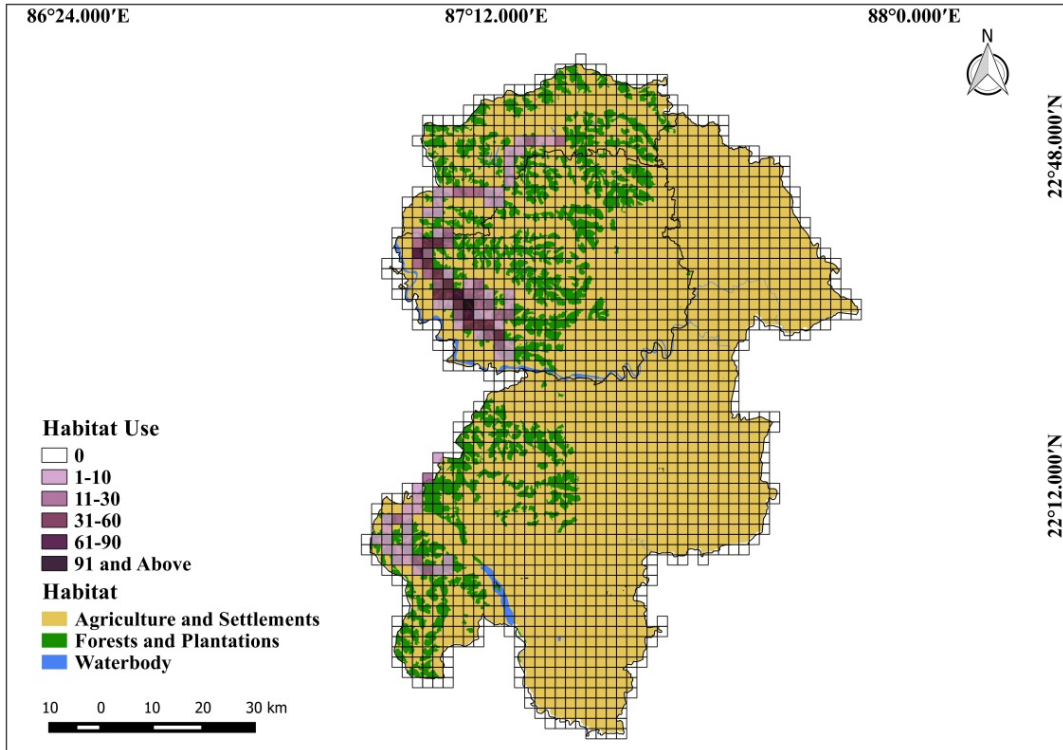 86°24.000'E 87°12.000'E 88°0.000'E
N
22°48.000'N
22°12.000'N
Habitat Use
0
1-10
11-30
31-60
61-90
91 and Above
Habitat
Agriculture and Settlements
Forests and Plantations
Waterbody
10 0 10 20 30 km